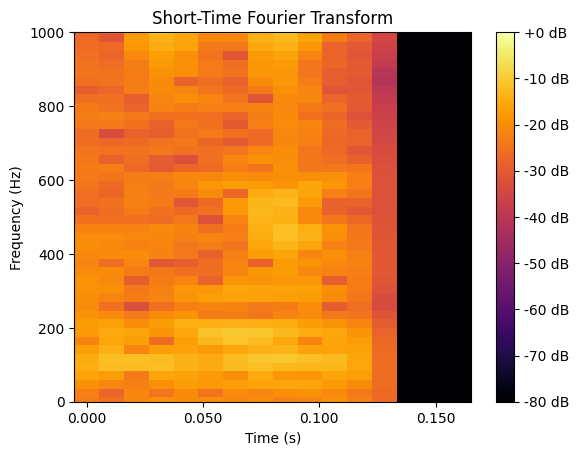 Short-Time Fourier Transform
1000
800
600
400
200
0
Frequency (Hz)
0.000
0.050
0.100
0.150
Time (s)
+0 dB
-10 dB
-20 dB
-30 dB
-40 dB
-50 dB
-60 dB
-70 dB
-80 dB